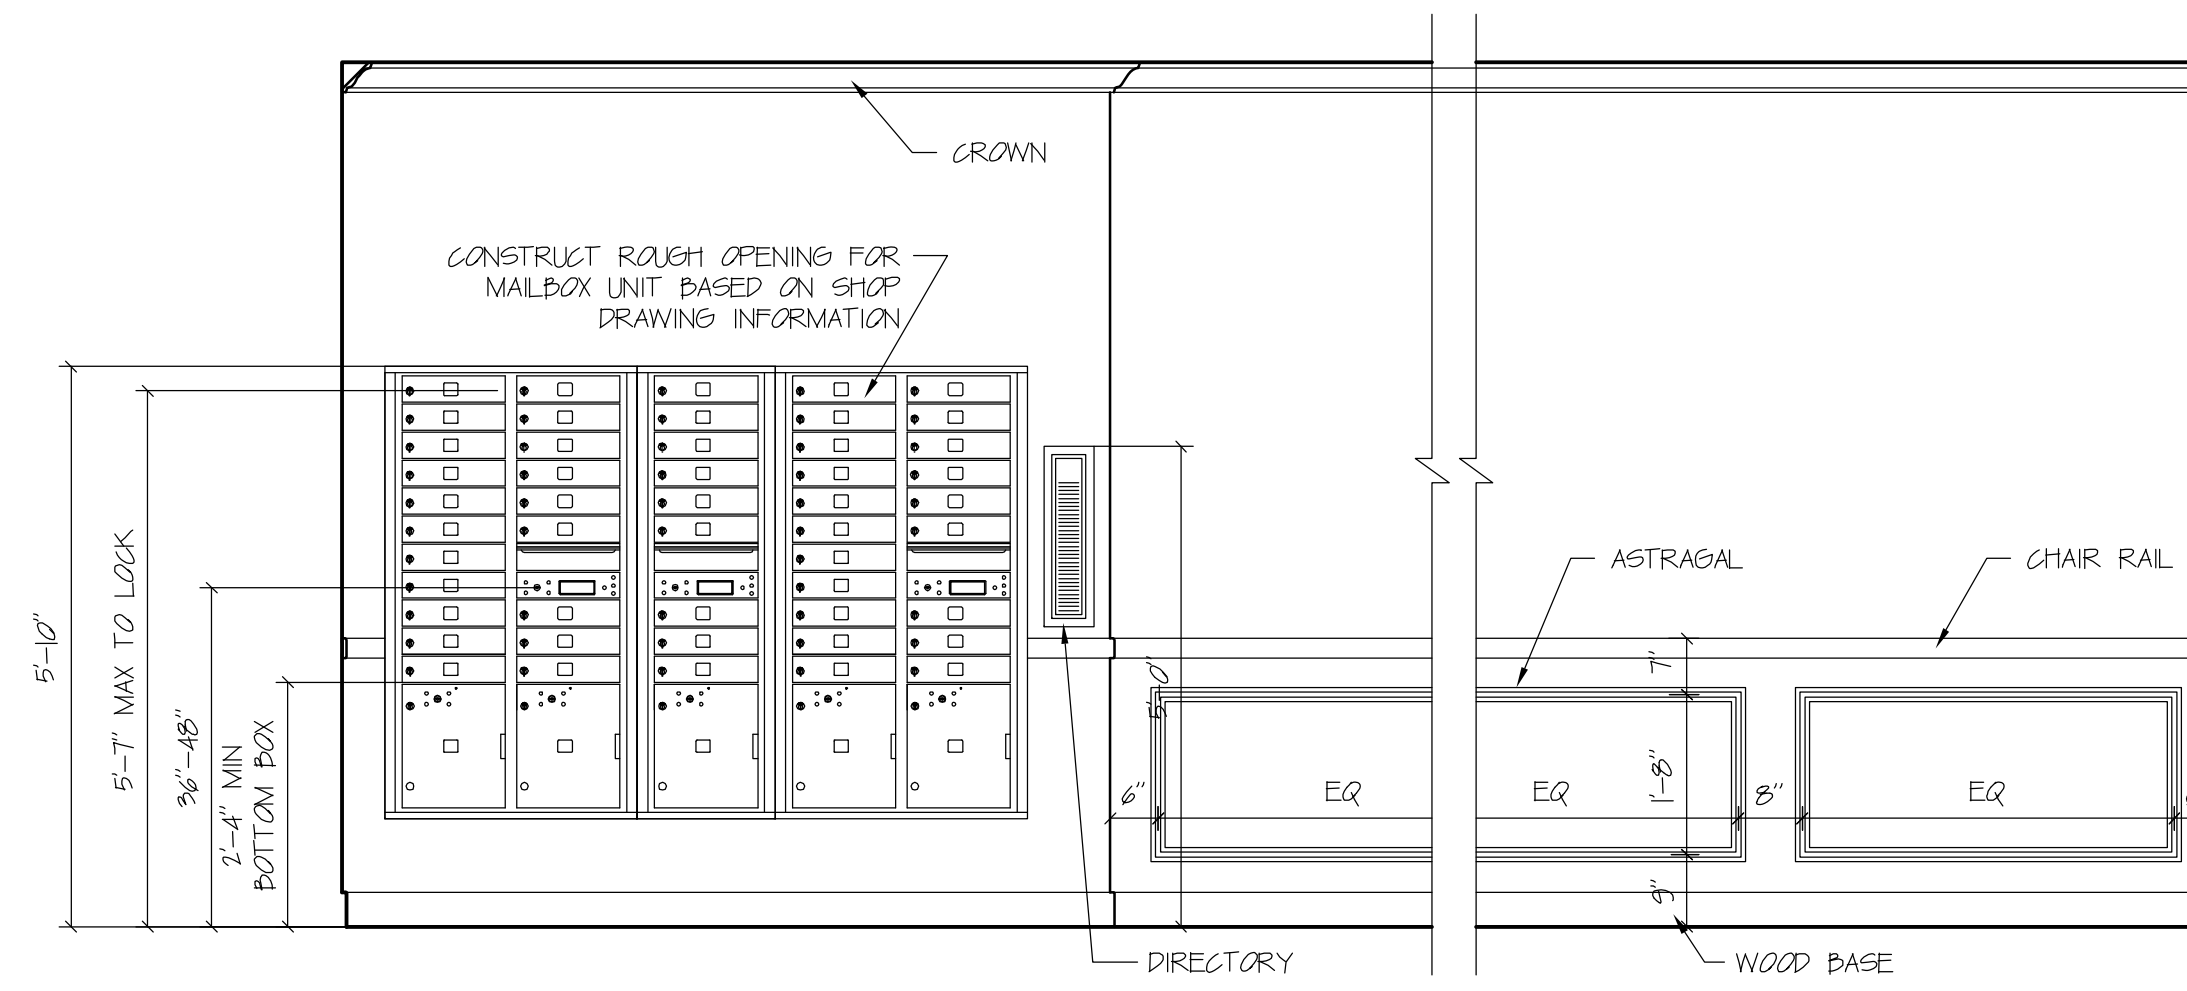 CROWN
CONSTRUCT ROUGH OPENING FOR
MAILBOX UNIT BASED ON SHOP
DRAWING INFORMATION
5'-10"
5'-7" MAX TO LOCK
36"-48"
2'-4" MIN
BOTTOM BOX
5'-0"
ASTRAGAL
CHAIR RAIL
7"
1'-8"
9"
6"
EQ
EQ
8"
EQ
DIRECTORY
WOOD BASE